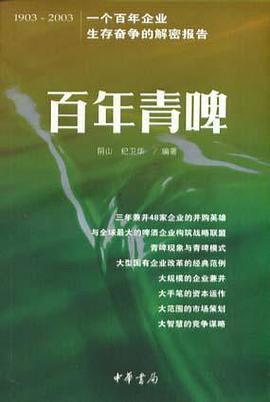 1903 - 2003
一个百年企业
生存奋争的解密报告
百年青啤
阴山 纪卫华 / 编著
三年兼并48家企业的并购英雄
与全球最大的啤酒企业构筑战略联盟
青啤现象与青啤模式
大型国有企业改革的经典范例
大规模的企业兼并
大手笔的资本运作
大范围的市场策划
大智慧的竞争谋略
中华书局